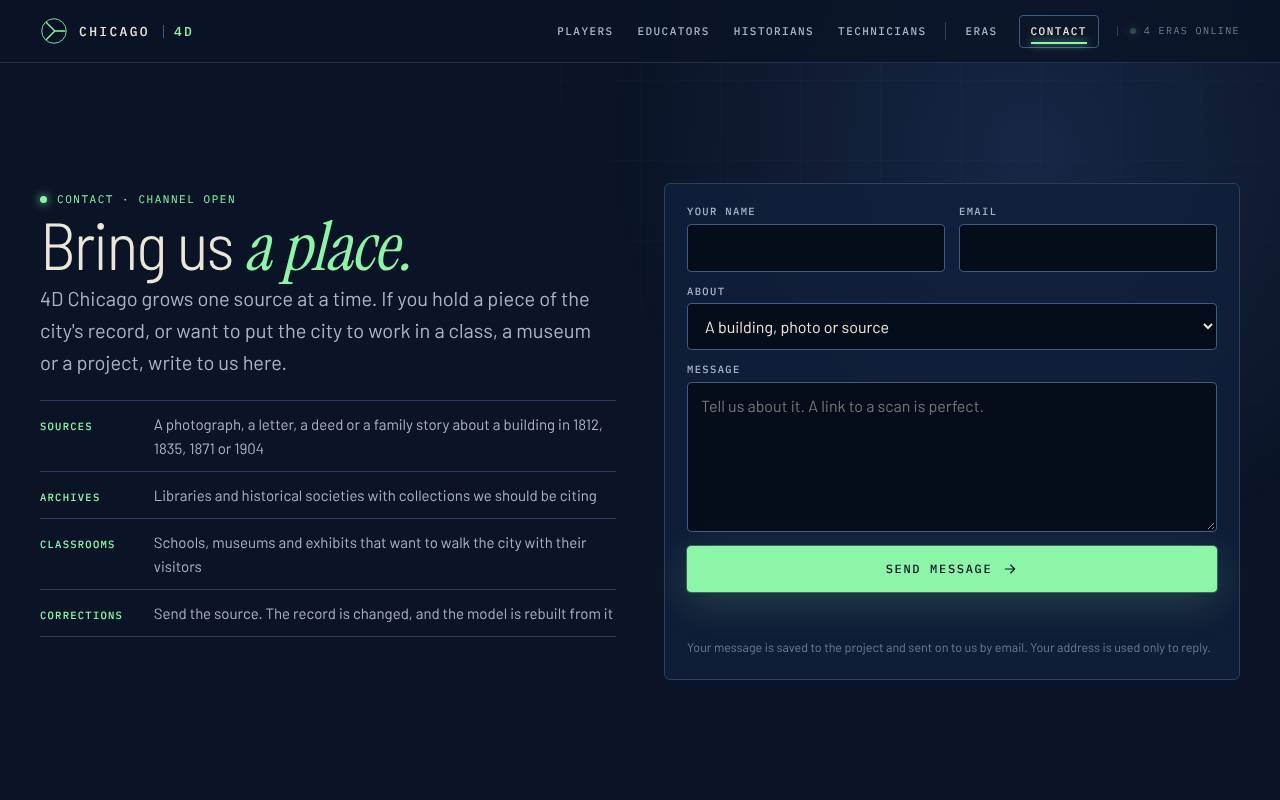 CHICAGO | 4D
PLAYERS EDUCATORS HISTORIANS TECHNICIANS ERAS CONTACT 4 ERAS ONLINE
CONTACT · CHANNEL OPEN
Bring us a place.
4D Chicago grows one source at a time. If you hold a piece of the
city's record, or want to put the city to work in a class, a museum
or a project, write to us here.
SOURCES A photograph, a letter, a deed or a family story about a building in 1812,
1835, 1871 or 1904
ARCHIVES Libraries and historical societies with collections we should be citing
CLASSROOMS Schools, museums and exhibits that want to walk the city with their
visitors
CORRECTIONS Send the source. The record is changed, and the model is rebuilt from it
YOUR NAME EMAIL
ABOUT
A building, photo or source
MESSAGE
Tell us about it. A link to a scan is perfect.
SEND MESSAGE →
Your message is saved to the project and sent on to us by email. Your address is used only to reply.